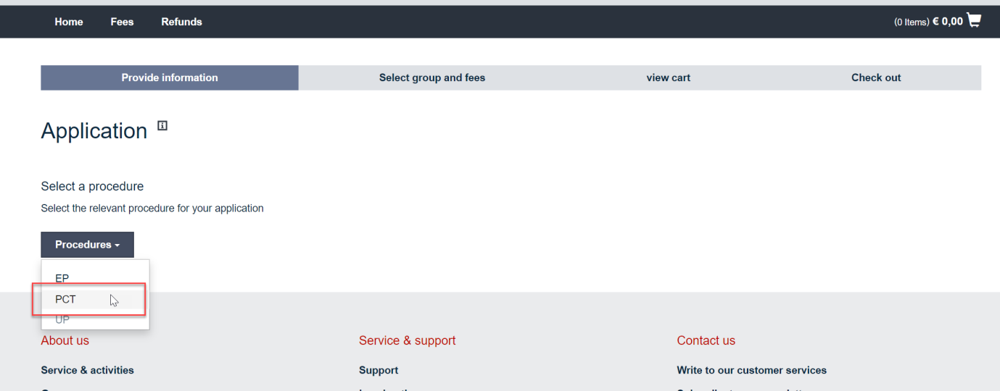 Home Fees Refunds (0 Items) € 0,00
Provide information Select group and fees view cart Check out
Application
Select a procedure
Select the relevant procedure for your application
Procedures
EP
PCT
UP
About us Service & support Contact us
Service & activities Support Write to our customer services